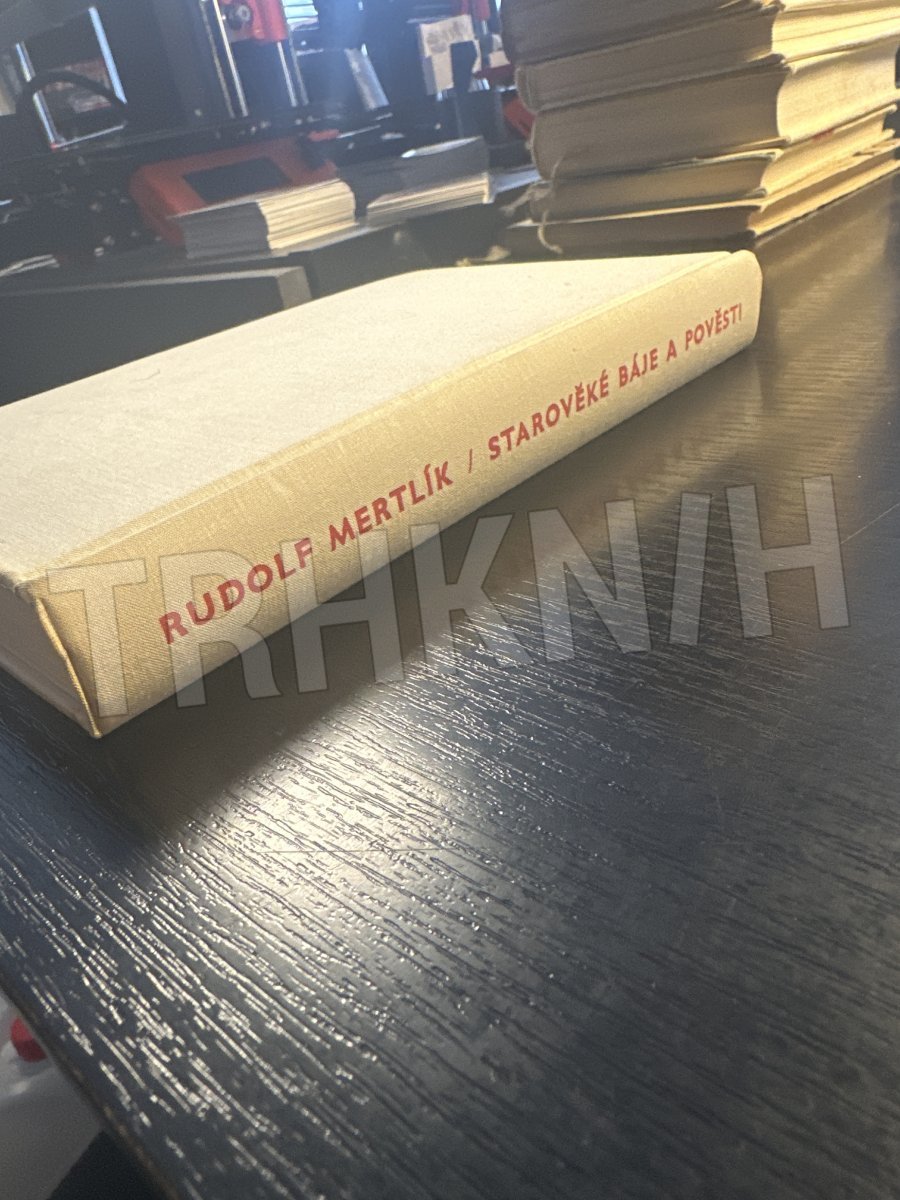 RUDOLF MERTLÍK / STAROVĚKÉ BÁJE A POVĚSTI
TRHKNIH